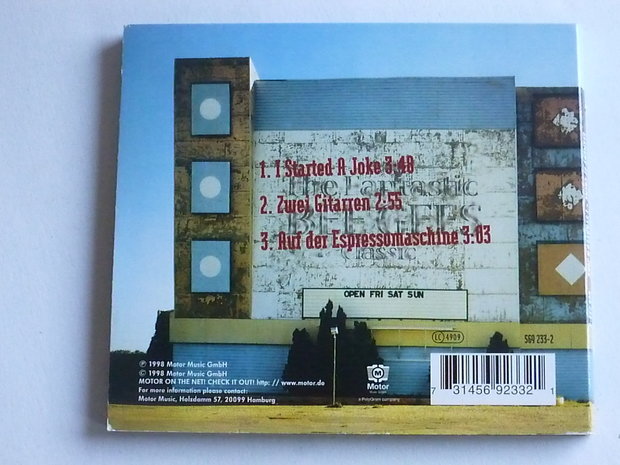 1. I Started A Joke 3:48
The Fantastic
2. Zwei Gitarren 2:55
BEE GEES
3. Auf der Espressomaschine 3:03
Classic
OPEN FRI SAT SUN
LC 4909
569 233-2
℗ 1998 Motor Music GmbH
© 1998 Motor Music GmbH
MOTOR ON THE NET! CHECK IT OUT! http: // www.motor.de
For more information please contact:
Motor Music, Holzdamm 57, 20099 Hamburg
M
Motor
a PolyGram company
7 31456 92332 1